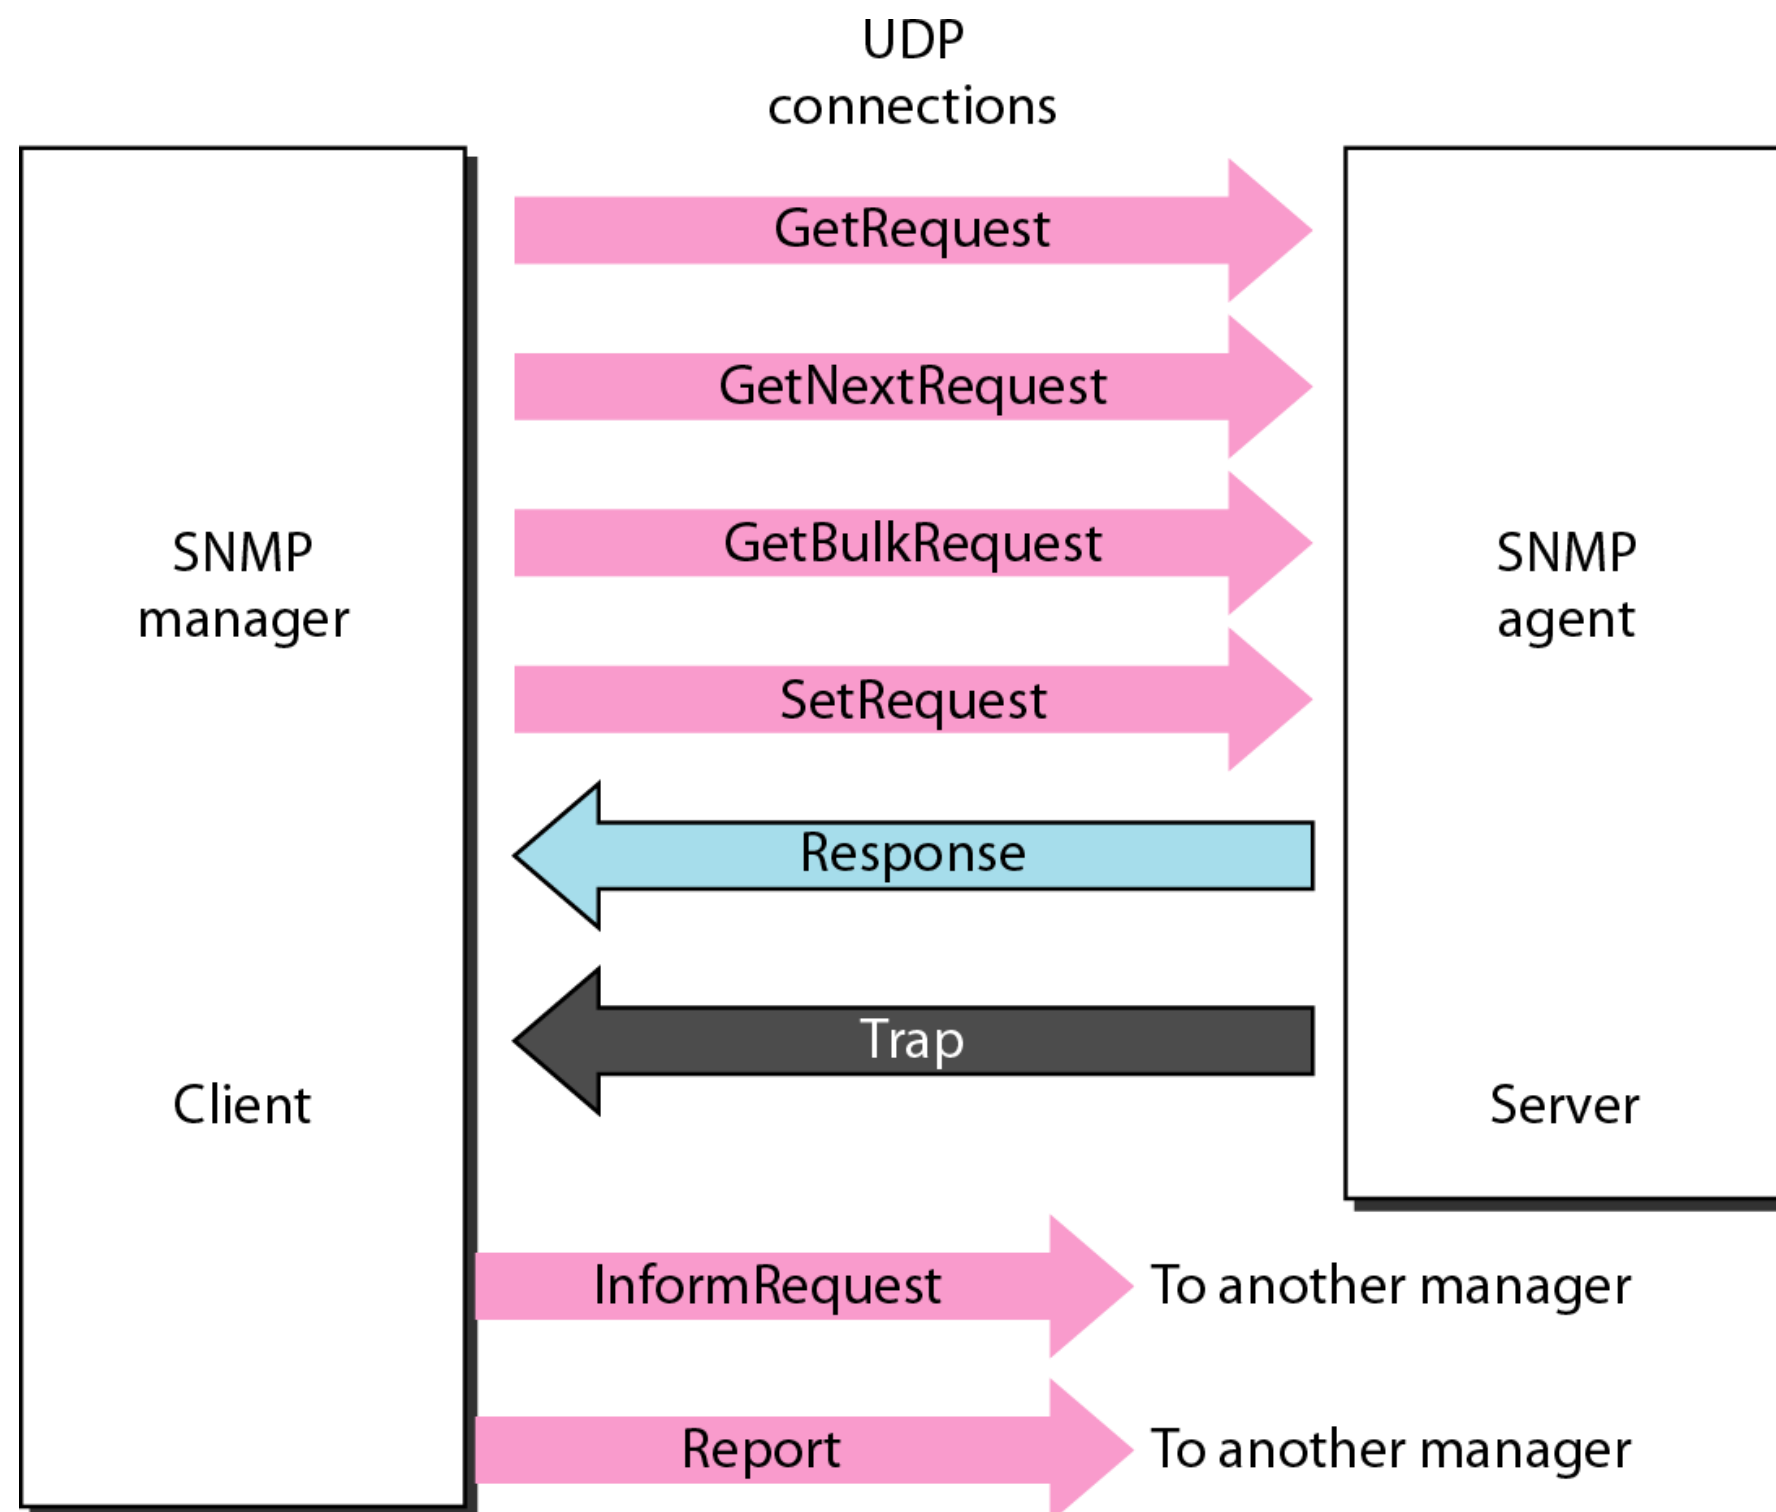 UDP
connections
GetRequest
GetNextRequest
GetBulkRequest
SNMP
manager
SNMP
agent
SetRequest
Response
Trap
Client
Server
InformRequest
To another manager
Report
To another manager